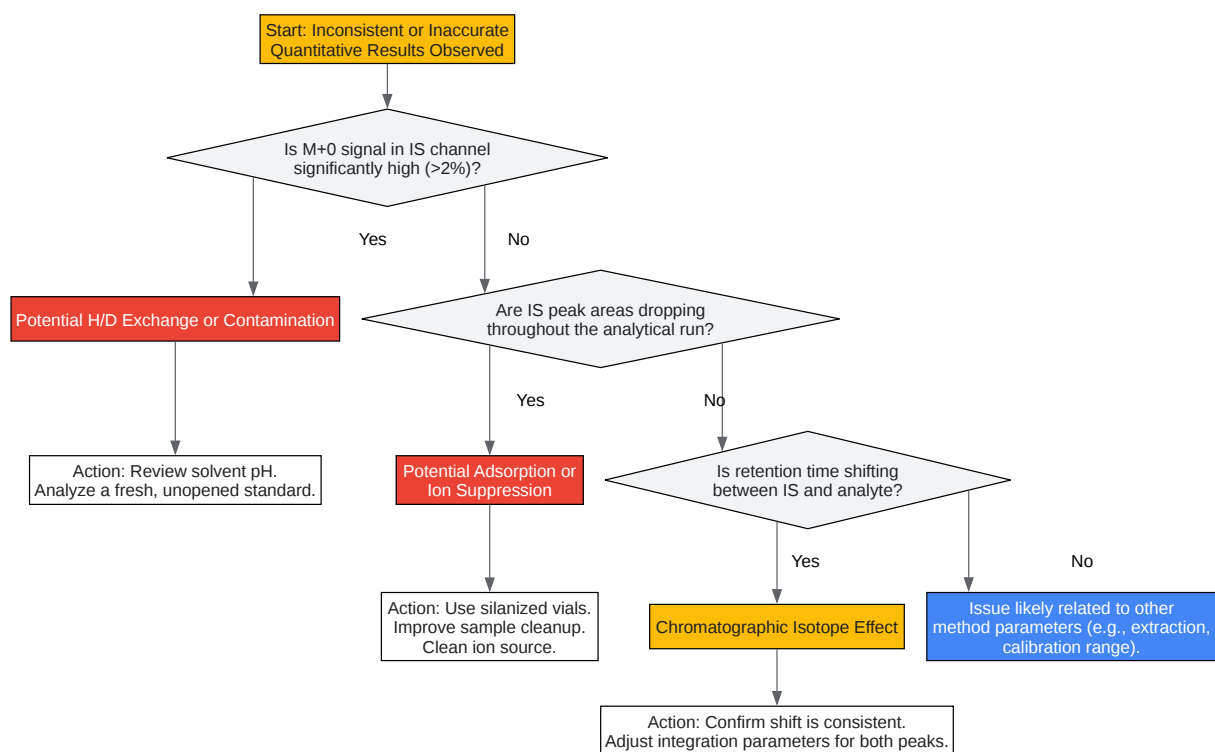 Start: Inconsistent or Inaccurate
Quantitative Results Observed
Is M+0 signal in IS channel
significantly high (>2%)?
Yes
No
Potential H/D Exchange or Contamination
Are IS peak areas dropping
throughout the analytical run?
Yes
No
Action: Review solvent pH.
Analyze a fresh, unopened standard.
Potential Adsorption or
Ion Suppression
Is retention time shifting
between IS and analyte?
Yes
No
Action: Use silanized vials.
Improve sample cleanup.
Clean ion source.
Chromatographic Isotope Effect
Issue likely related to other
method parameters (e.g., extraction,
calibration range).
Action: Confirm shift is consistent.
Adjust integration parameters for both peaks.